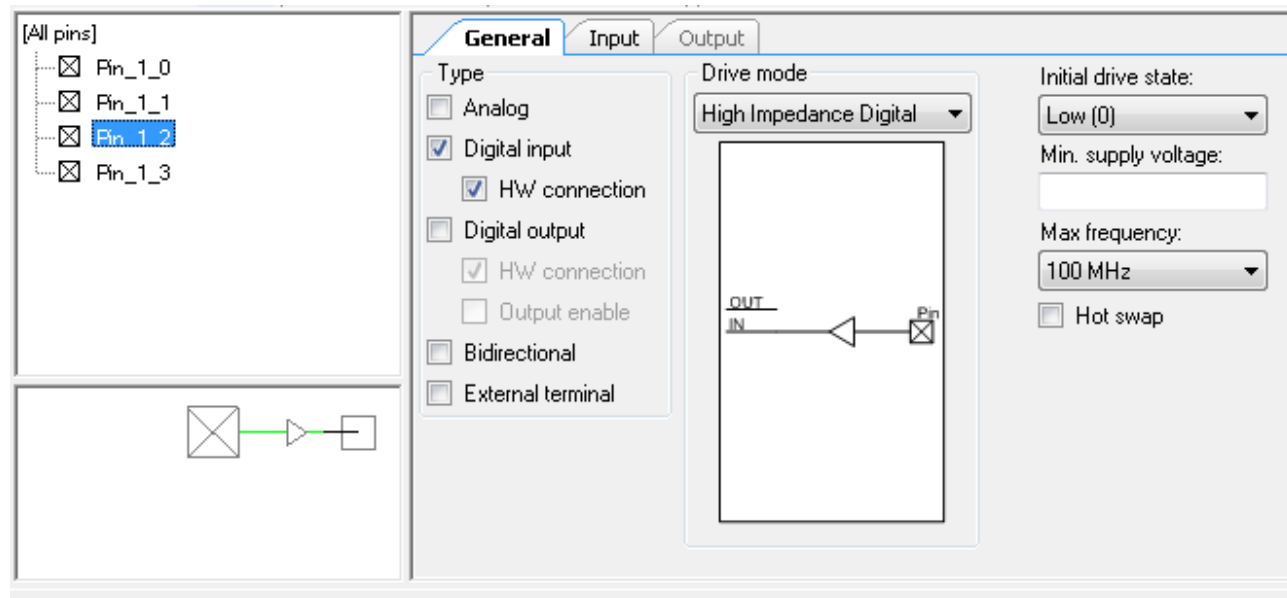 [All pins]
Pin_1_0
Pin_1_1
Pin_1_2
Pin_1_3
General
Input
Output
Type
Analog
Digital input
HW connection
Digital output
HW connection
Output enable
Bidirectional
External terminal
Drive mode
High Impedance Digital
OUT
IN
Pin
Initial drive state:
Low (0)
Min. supply voltage:
Max frequency:
100 MHz
Hot swap